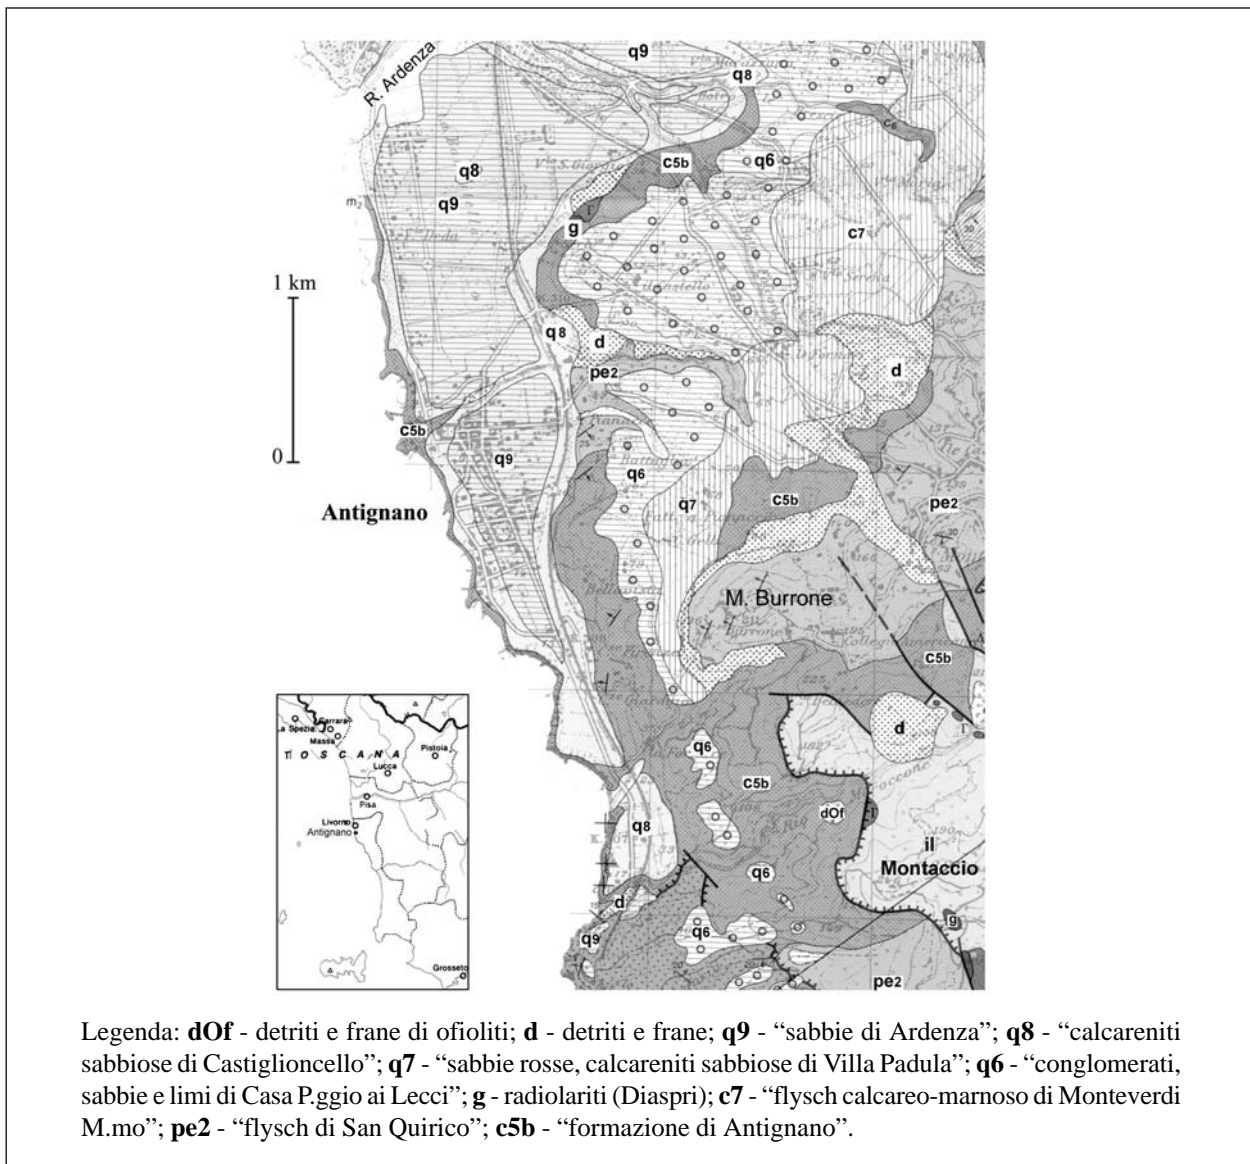 R. Ardenza
q9
q8
c6
q8
c5b
q6
q9
g
Γ
c7
30
1 km
q8
d
d
pe2
c5b
0
q9
q6
q7
c5b
pe2
Antignano
30
M. Burrone
c5b
d
Γ
q6
c5b
dOf
Γ
q8
il
Montaccio
q6
d
q9
q6
g
pe2
La Spezia
Carrara
Massa
TOSCANA
Pistoia
Lucca
Pisa
Livorno
Antignano
Grosseto
Legenda: dOf - detriti e frane di ofioliti; d - detriti e frane; q9 - “sabbie di Ardenza”; q8 - “calcareniti
sabbiose di Castiglioncello”; q7 - “sabbie rosse, calcareniti sabbiose di Villa Padula”; q6 - “conglomerati,
sabbie e limi di Casa P.ggio ai Lecci”; g - radiolariti (Diaspri); c7 - “flysch calcareo-marnoso di Monteverdi
M.mo”; pe2 - “flysch di San Quirico”; c5b - “formazione di Antignano”.